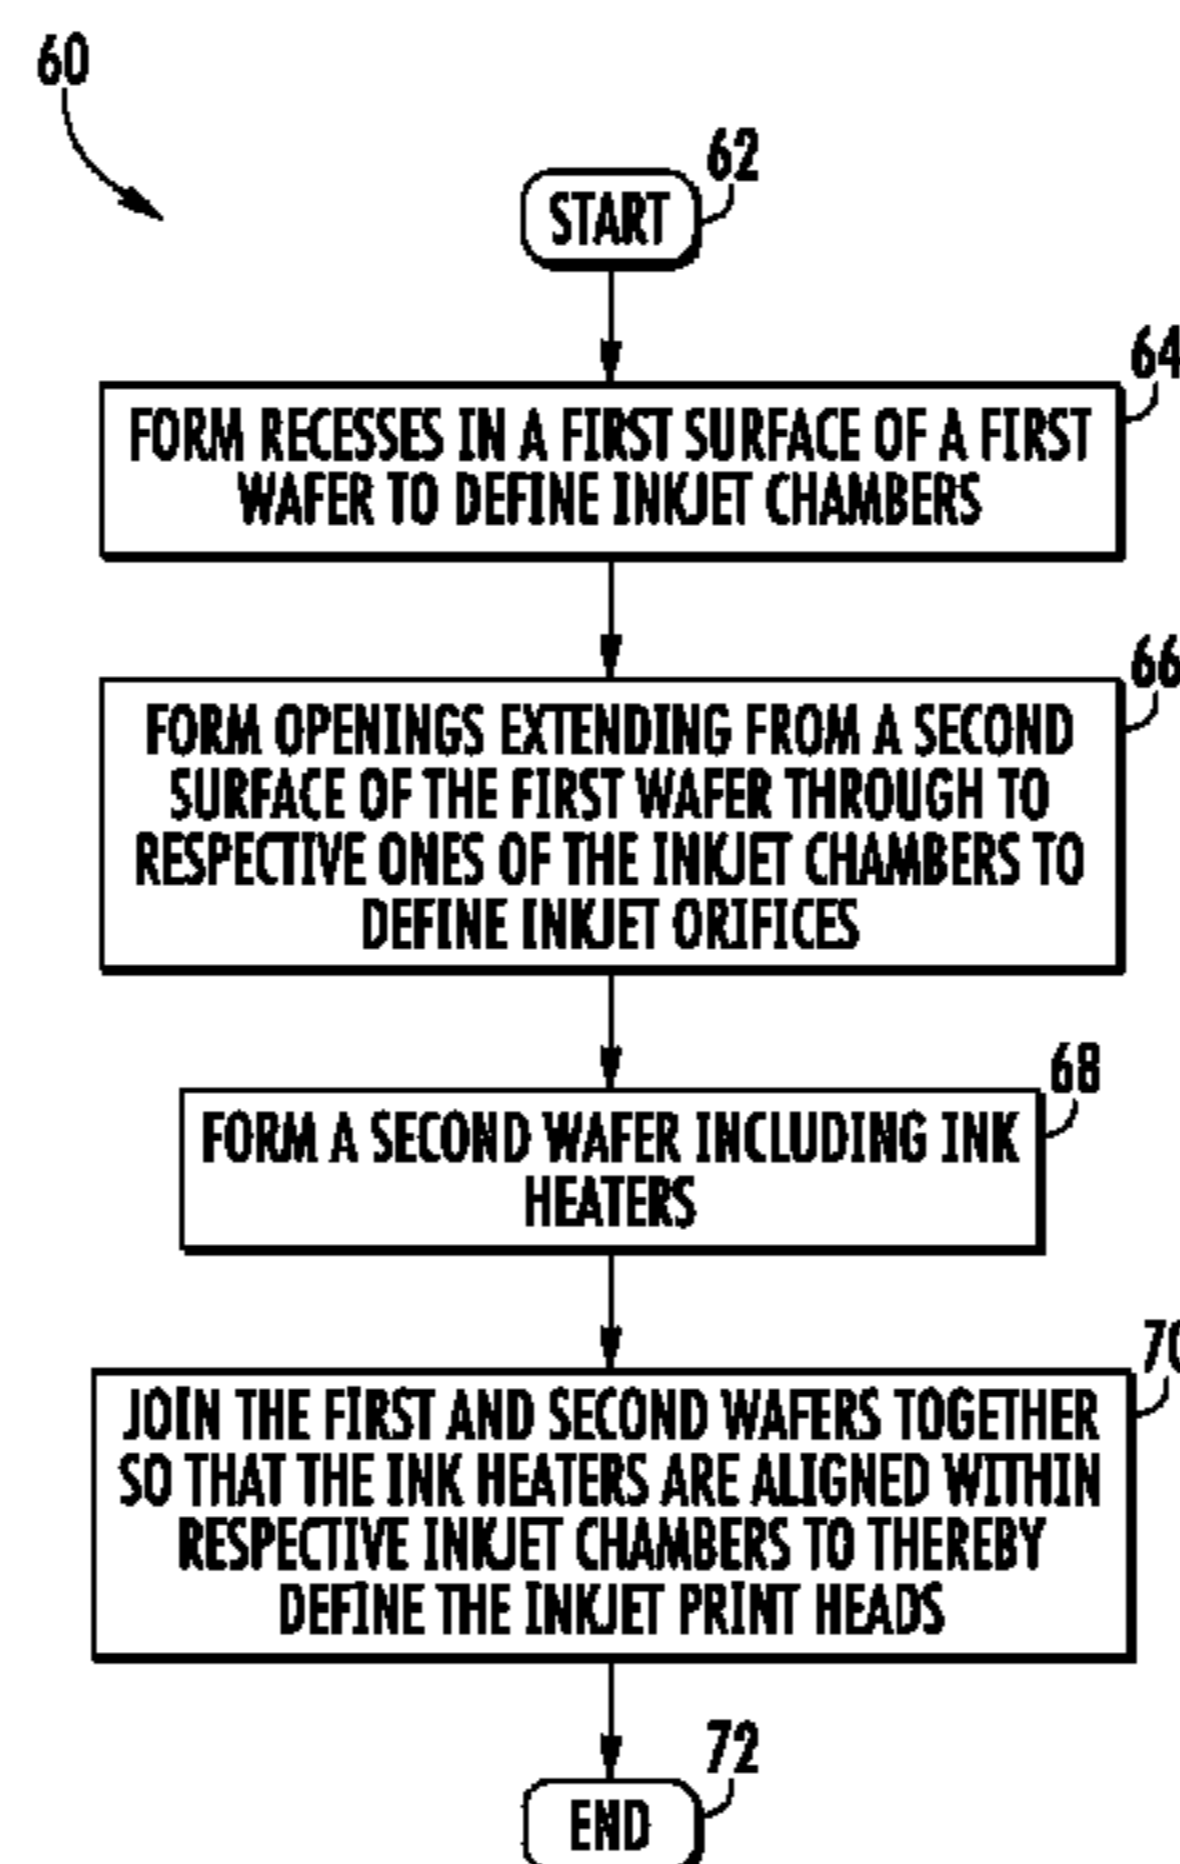 60
62
START
64
FORM RECESSES IN A FIRST SURFACE OF A FIRST
WAFER TO DEFINE INKJET CHAMBERS
66
FORM OPENINGS EXTENDING FROM A SECOND
SURFACE OF THE FIRST WAFER THROUGH TO
RESPECTIVE ONES OF THE INKJET CHAMBERS TO
DEFINE INKJET ORIFICES
68
FORM A SECOND WAFER INCLUDING INK
HEATERS
70
JOIN THE FIRST AND SECOND WAFERS TOGETHER
SO THAT THE INK HEATERS ARE ALIGNED WITHIN
RESPECTIVE INKJET CHAMBERS TO THEREBY
DEFINE THE INKJET PRINT HEADS
72
END